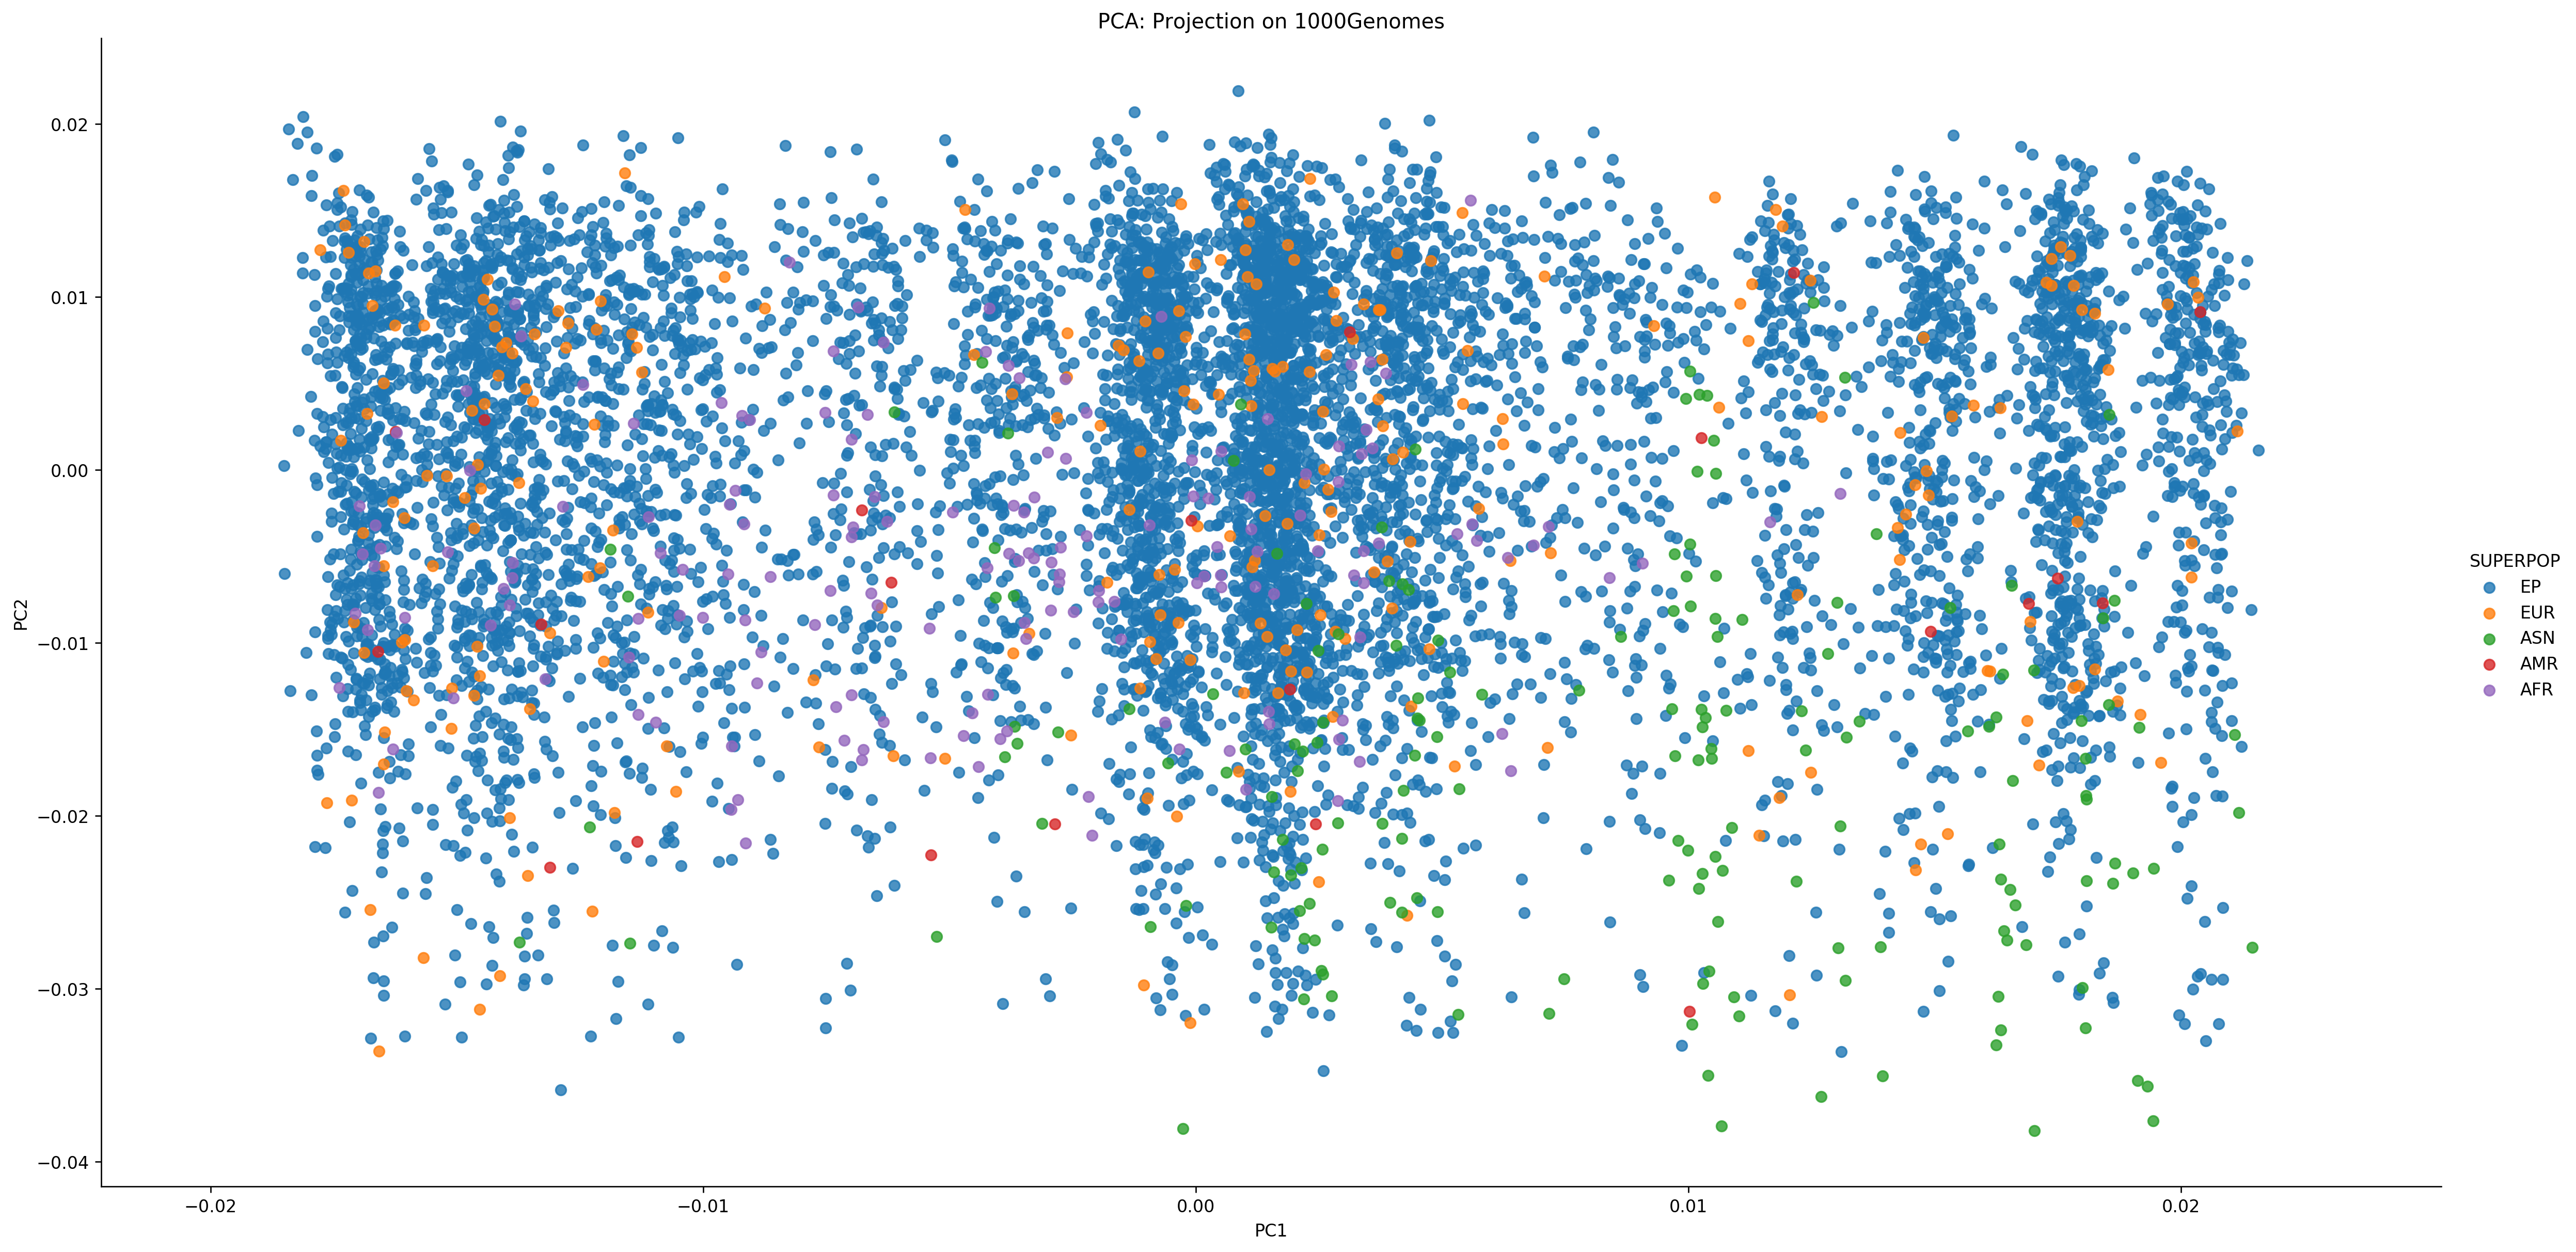 PCA: Projection on 1000Genomes
PC2
0.02
0.01
0.00
−0.01
−0.02
−0.03
−0.04
−0.02
−0.01
0.00
0.01
0.02
PC1
SUPERPOP
EP
EUR
ASN
AMR
AFR